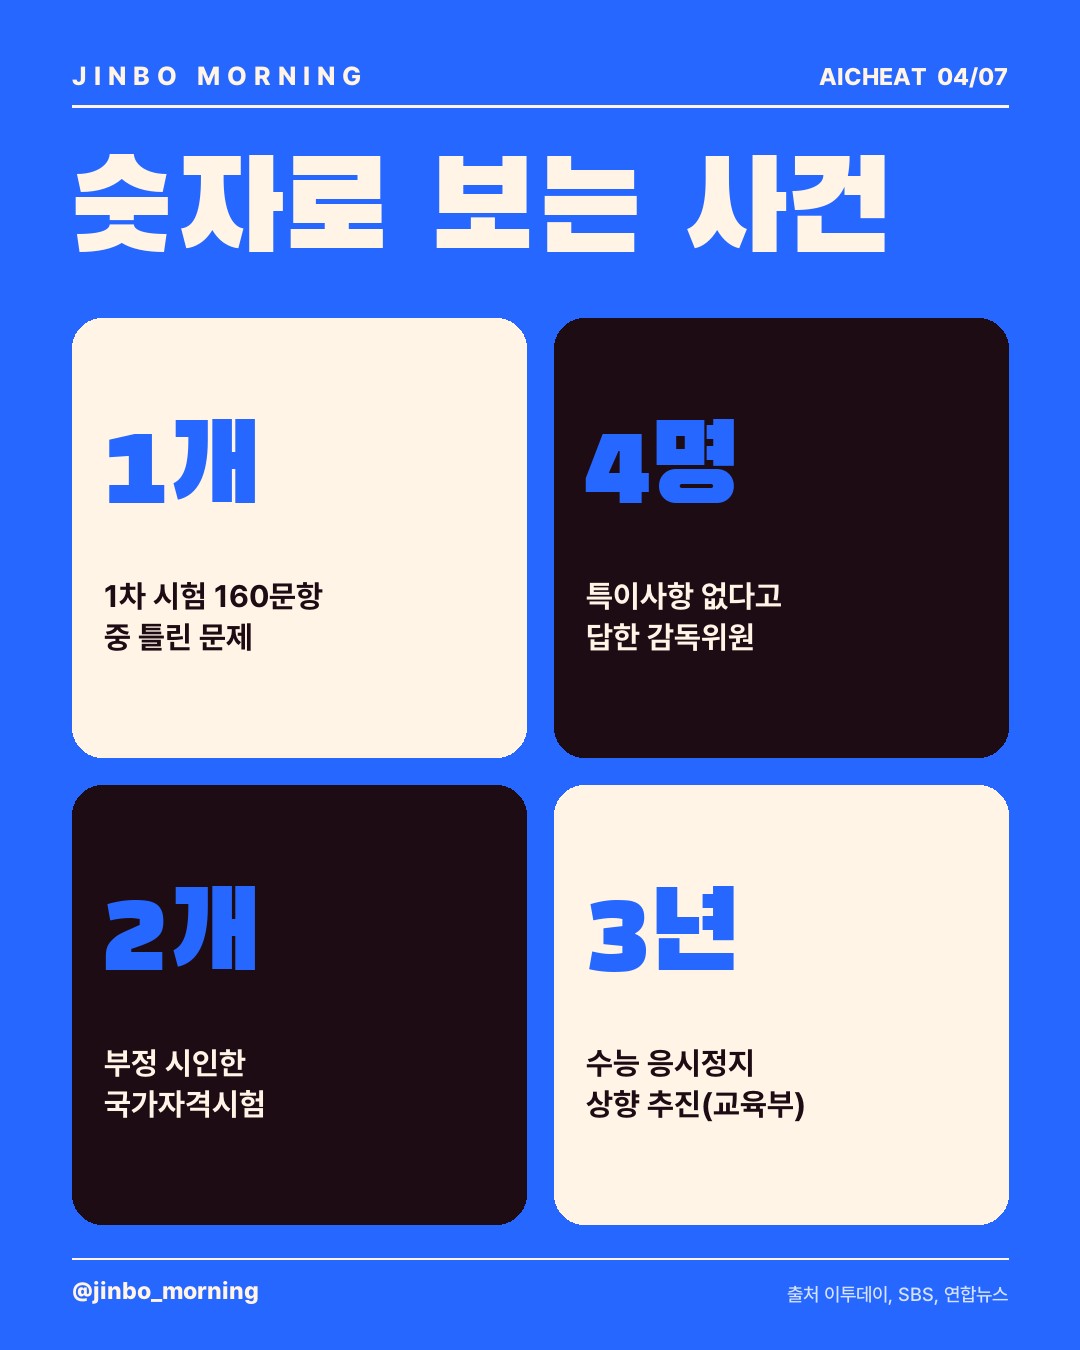 JINBO MORNING
AICHEAT 04/07
숫자로 보는 사건
1개
1차 시험 160문항
중 틀린 문제
4명
특이사항 없다고
답한 감독위원
2개
부정 시인한
국가자격시험
3년
수능 응시정지
상향 추진(교육부)
@jinbo_morning
출처 이투데이, SBS, 연합뉴스